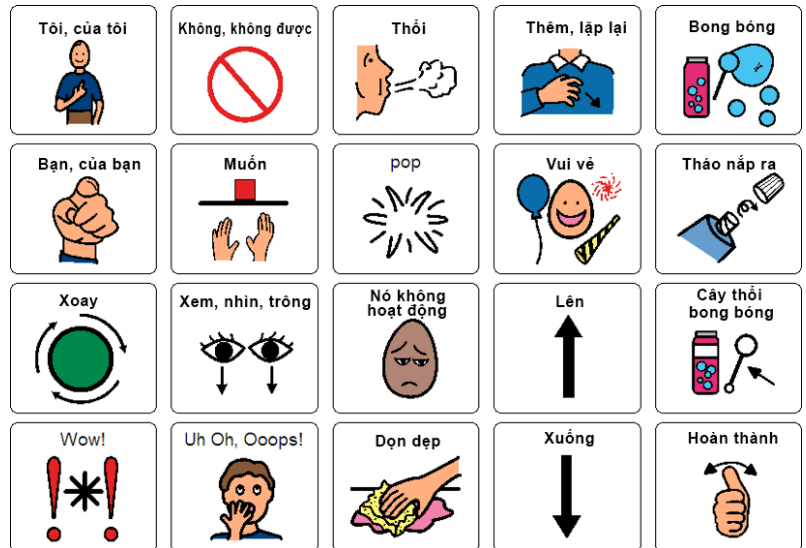 Tôi, của tôi
Không, không được
Thổi
Thêm, lặp lại
Bong bóng
Bạn, của bạn
Muốn
pop
Vui vẻ
Tháo nắp ra
Xoay
Xem, nhìn, trông
Nó không
hoạt động
Lên
Cây thổi
bong bóng
Wow!
Uh Oh, Ooops!
Dọn dẹp
Xuống
Hoàn thành